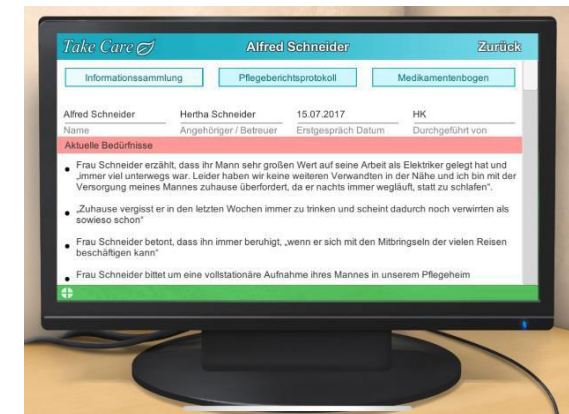 Take Care Alfred Schneider Zurück
Informationssammlung Pflegeberichtsprotokoll Medikamentenbogen
Alfred Schneider Hertha Schneider 15.07.2017 HK
Name Angehöriger / Betreuer Erstgespräch Datum Durchgeführt von
Aktuelle Bedürfnisse
• Frau Schneider erzählt, dass ihr Mann sehr großen Wert auf seine Arbeit als Elektriker gelegt hat und
„immer viel unterwegs war. Leider haben wir keine weiteren Verwandten in der Nähe und ich bin mit der
Versorgung meines Mannes zuhause überfordert, da er nachts immer wegläuft, statt zu schlafen“.
• „Zuhause vergisst er in den letzten Wochen immer zu trinken und scheint dadurch noch verwirrten als
sowieso schon“
• Frau Schneider betont, dass ihn immer beruhigt, „wenn er sich mit den Mitbringseln der vielen Reisen
beschäftigen kann“
• Frau Schneider bittet um eine vollstationäre Aufnahme ihres Mannes in unserem Pflegeheim